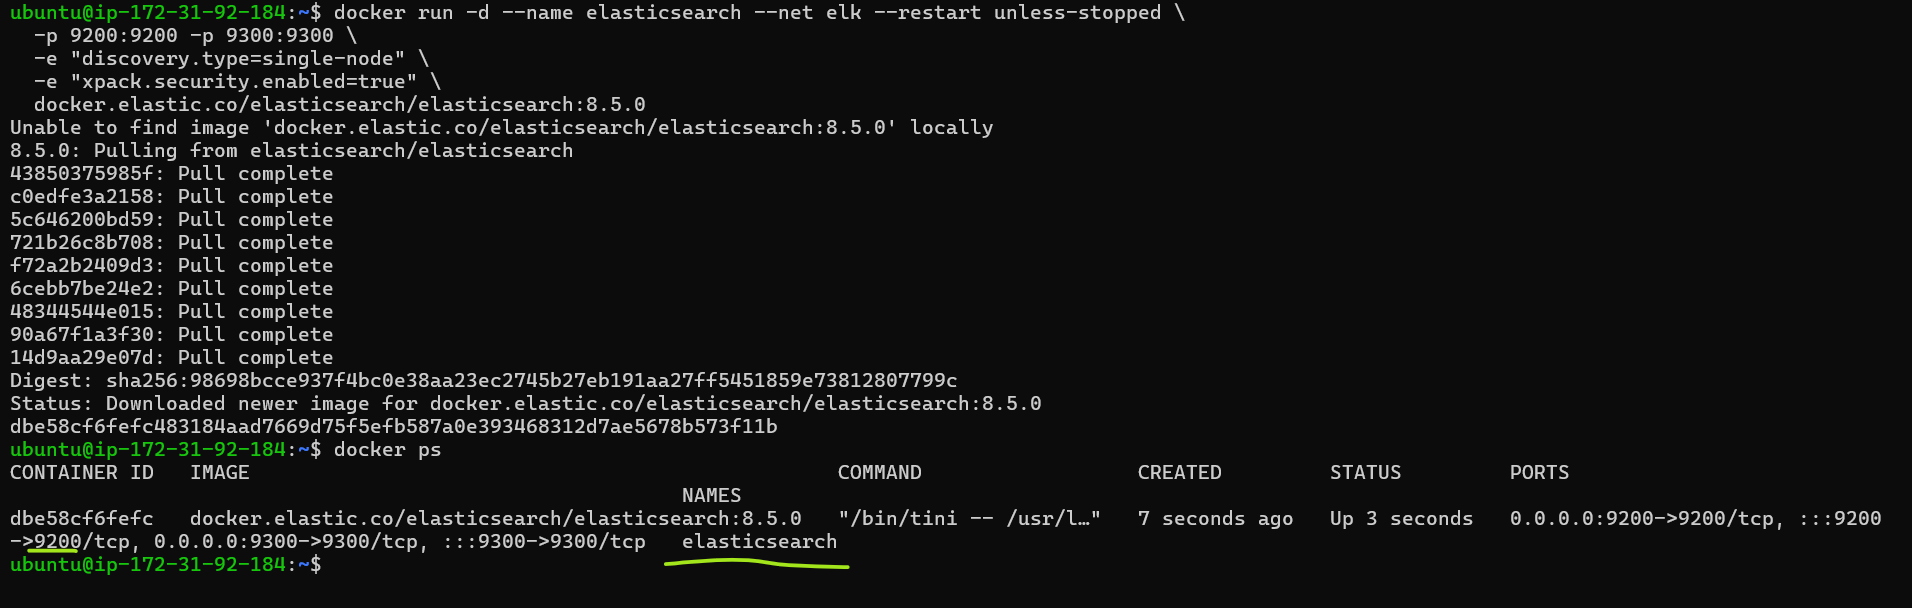 ubuntu@ip-172-31-92-184:~$ docker run -d --name elasticsearch --net elk --restart unless-stopped \
  -p 9200:9200 -p 9300:9300 \
  -e "discovery.type=single-node" \
  -e "xpack.security.enabled=true" \
  docker.elastic.co/elasticsearch/elasticsearch:8.5.0
Unable to find image 'docker.elastic.co/elasticsearch/elasticsearch:8.5.0' locally
8.5.0: Pulling from elasticsearch/elasticsearch
43850375985f: Pull complete
c0edfe3a2158: Pull complete
5c646200bd59: Pull complete
721b26c8b708: Pull complete
f72a2b2409d3: Pull complete
6cebb7be24e2: Pull complete
48344544e015: Pull complete
90a67f1a3f30: Pull complete
14d9aa29e07d: Pull complete
Digest: sha256:98698bcce937f4bc0e38aa23ec2745b27eb191aa27ff5451859e73812807799c
Status: Downloaded newer image for docker.elastic.co/elasticsearch/elasticsearch:8.5.0
dbe58cf6fefc483184aad7669d75f5efb587a0e393468312d7ae5678b573f11b
ubuntu@ip-172-31-92-184:~$ docker ps
CONTAINER ID   IMAGE                                                 COMMAND                  CREATED         STATUS         PORTS
                                                        NAMES
dbe58cf6fefc   docker.elastic.co/elasticsearch/elasticsearch:8.5.0   "/bin/tini -- /usr/l…"   7 seconds ago   Up 3 seconds   0.0.0.0:9200->9200/tcp, :::9200
->9200/tcp, 0.0.0.0:9300->9300/tcp, :::9300->9300/tcp   elasticsearch
ubuntu@ip-172-31-92-184:~$